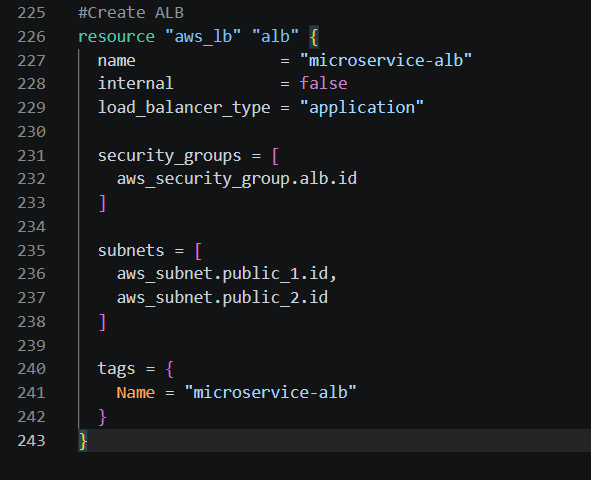 225 #Create ALB
226 resource "aws_lb" "alb" {
227   name               = "microservice-alb"
228   internal           = false
229   load_balancer_type = "application"
230
231   security_groups = [
232     aws_security_group.alb.id
233   ]
234
235   subnets = [
236     aws_subnet.public_1.id,
237     aws_subnet.public_2.id
238   ]
239
240   tags = {
241     Name = "microservice-alb"
242   }
243 }